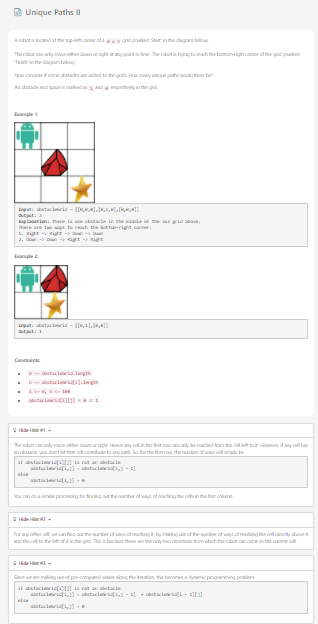 Unique Paths II
A robot is located at the top-left corner of a m x n grid (marked 'Start' in the diagram below).
The robot can only move either down or right at any point in time. The robot is trying to reach the bottom-right corner of the grid (marked
'Finish' in the diagram below).
Now consider if some obstacles are added to the grids. How many unique paths would there be?
An obstacle and space is marked as 1 and 0 respectively in the grid.
Example 1:
Input: obstacleGrid = [[0,0,0],[0,1,0],[0,0,0]]
Output: 2
Explanation: There is one obstacle in the middle of the 3x3 grid above.
There are two ways to reach the bottom-right corner:
1. Right -> Right -> Down -> Down
2. Down -> Down -> Right -> Right
Example 2:
Input: obstacleGrid = [[0,1],[0,0]]
Output: 1
Constraints:
m == obstacleGrid.length
n == obstacleGrid[i].length
1 <= m, n <= 100
obstacleGrid[i][j] is 0 or 1.
Hide Hint #1
The robot can only move either down or right. Hence any cell in the first row can only be reached from the cell left to it. However, if any cell has
an obstacle, you don't let that cell contribute to any path. So, for the first row, the number of ways will simply be
if obstacleGrid[i][j] is not an obstacle
obstacleGrid[i,j] = obstacleGrid[i,j - 1]
else
obstacleGrid[i,j] = 0
You can do a similar processing for finding out the number of ways of reaching the cells in the first column.
Hide Hint #2
For any other cell, we can find out the number of ways of reaching it, by making use of the number of ways of reaching the cell directly above it
and the cell to the left of it in the grid. This is because these are the only two directions from which the robot can come to the current cell.
Hide Hint #3
Since we are making use of pre-computed values along the iteration, this becomes a dynamic programming problem.
if obstacleGrid[i][j] is not an obstacle
obstacleGrid[i,j] = obstacleGrid[i,j - 1] + obstacleGrid[i - 1][j]
else
obstacleGrid[i,j] = 0